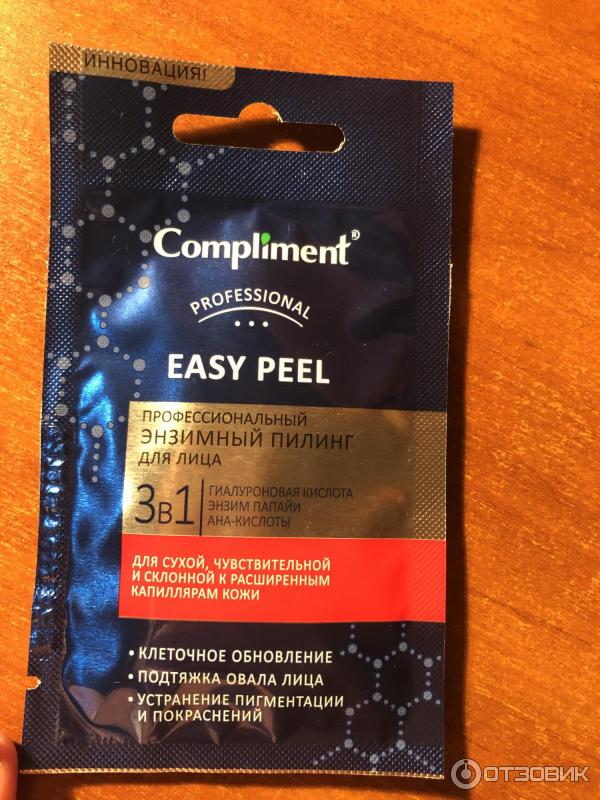 ИННОВАЦИЯ!
Compliment®
PROFESSIONAL
EASY PEEL
ПРОФЕССИОНАЛЬНЫЙ
ЭНЗИМНЫЙ ПИЛИНГ
ДЛЯ ЛИЦА
3в1
ГИАЛУРОНОВАЯ КИСЛОТА
ЭНЗИМ ПАПАЙИ
АНА-КИСЛОТЫ
ДЛЯ СУХОЙ, ЧУВСТВИТЕЛЬНОЙ
И СКЛОННОЙ К РАСШИРЕННЫМ
КАПИЛЛЯРАМ КОЖИ
• КЛЕТОЧНОЕ ОБНОВЛЕНИЕ
• ПОДТЯЖКА ОВАЛА ЛИЦА
• УСТРАНЕНИЕ ПИГМЕНТАЦИИ
И ПОКРАСНЕНИЙ
ОТЗОВИК